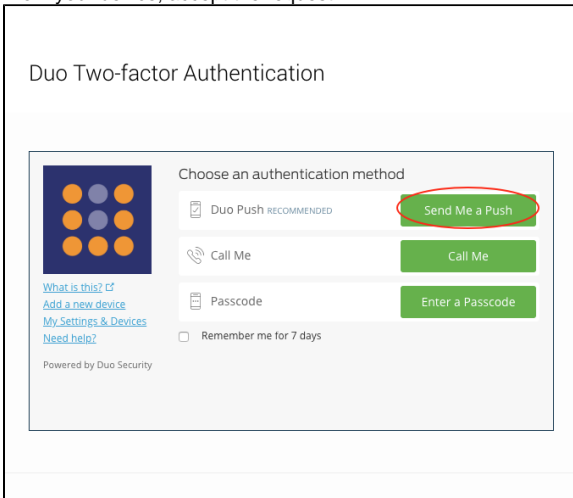 Duo Two-factor Authentication
Choose an authentication method
Duo Push RECOMMENDED
Send Me a Push
Call Me
Call Me
Passcode
Enter a Passcode
Remember me for 7 days
What is this?
Add a new device
My Settings & Devices
Need help?
Powered by Duo Security